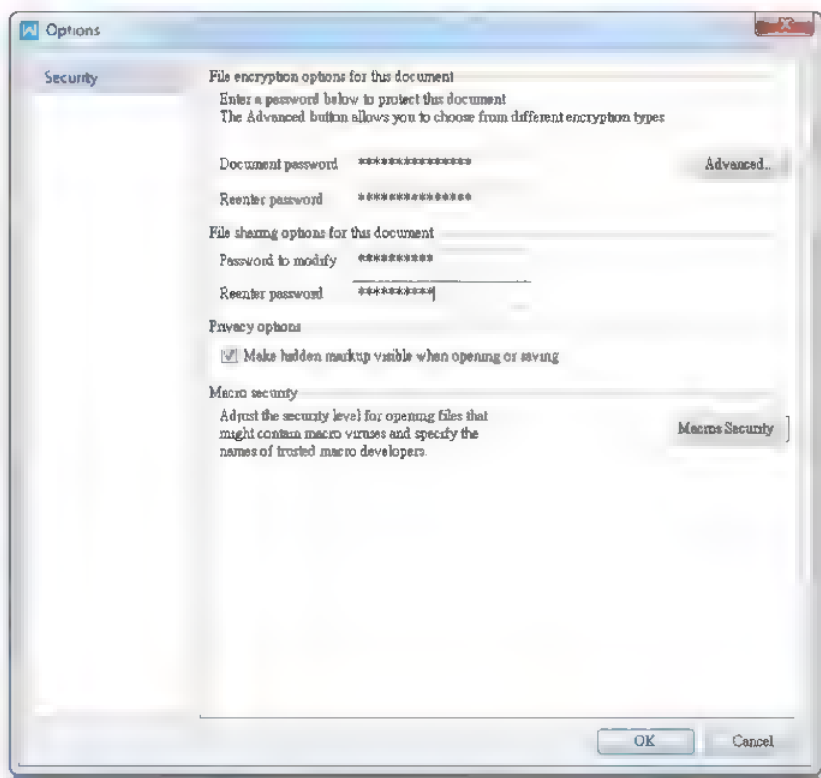 Options
Security
File encryption options for this document
Enter a password below to protect this document
The Advanced button allows you to choose from different encryption types
Document password ***************
Advanced...
Reenter password ***************
File sharing options for this document
Password to modify **********
Reenter password **********
Privacy options
Make hidden markup visible when opening or saving
Macro security
Adjust the security level for opening files that
might contain macro viruses and specify the
names of trusted macro developers.
Macros Security
OK Cancel